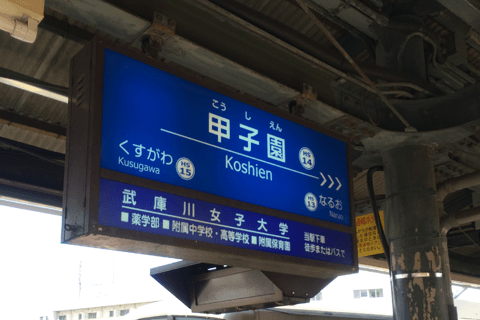 こうしえん
甲子園
HS 14
Koshien
くすがわ
Kusugawa
HS 15
なるお
Naruo
武庫川女子大学
■薬学部 ■附属中学校・高等学校 ■附属保育園
当駅下車
徒歩またはバスで